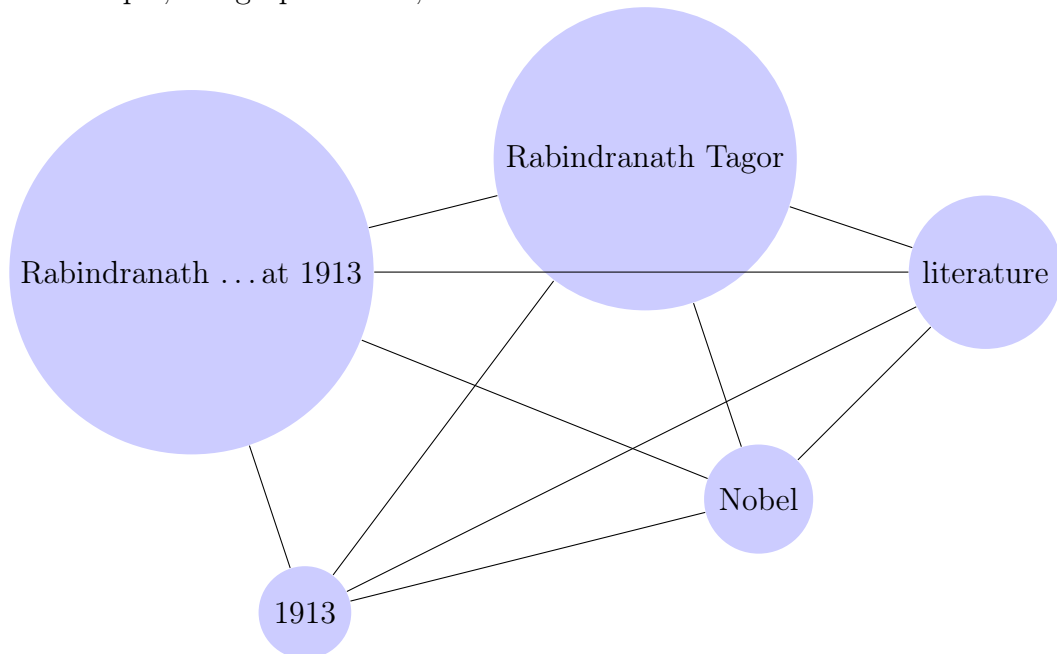 Rabindranath Tagor
Rabindranath ... at 1913
literature
Nobel
1913